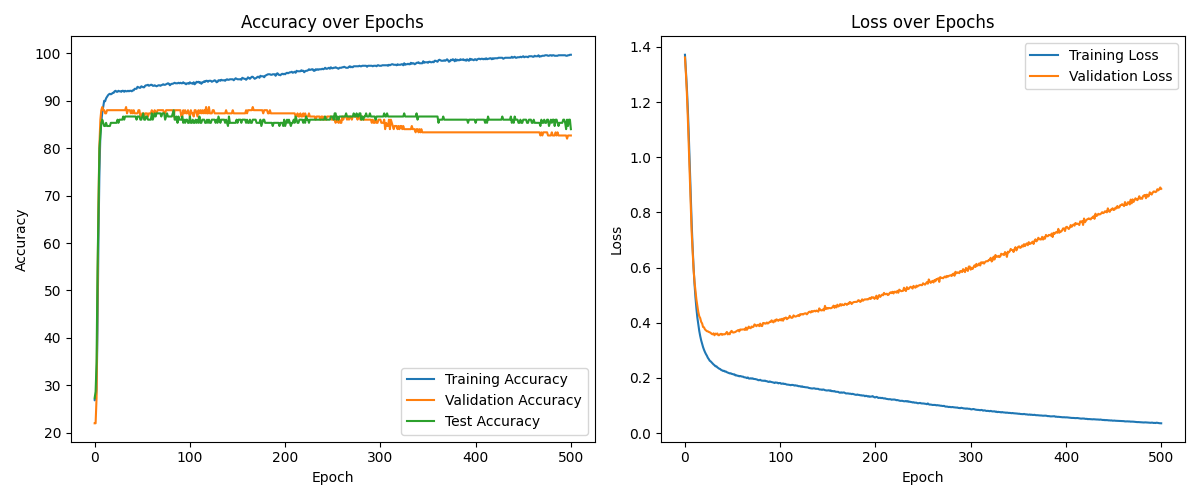 Accuracy over Epochs
100
90
80
70
60
50
40
30
20
Accuracy
0 100 200 300 400 500
Epoch
Training Accuracy
Validation Accuracy
Test Accuracy
Loss over Epochs
1.4
1.2
1.0
0.8
0.6
0.4
0.2
0.0
Loss
0 100 200 300 400 500
Epoch
Training Loss
Validation Loss